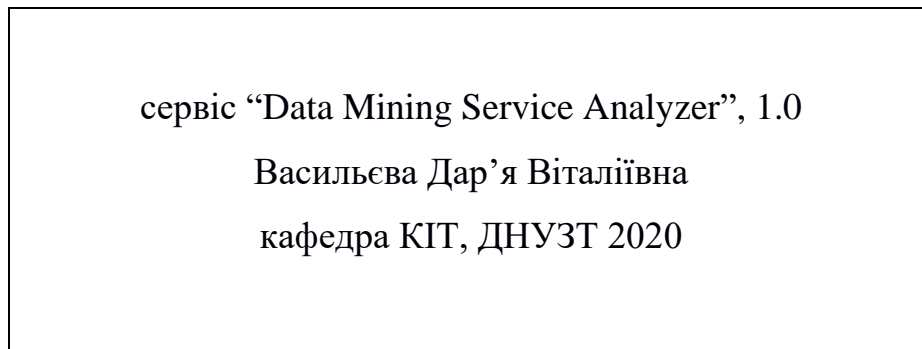 сервіс “Data Mining Service Analyzer”, 1.0
Васильєва Дар’я Віталіївна
кафедра КІТ, ДНУЗТ 2020